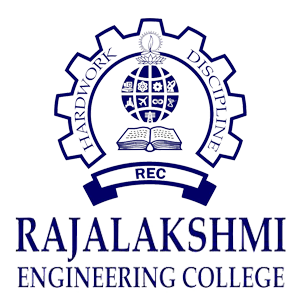 HARDWORK DISCIPLINE
REC
RAJALAKSHMI
ENGINEERING COLLEGE